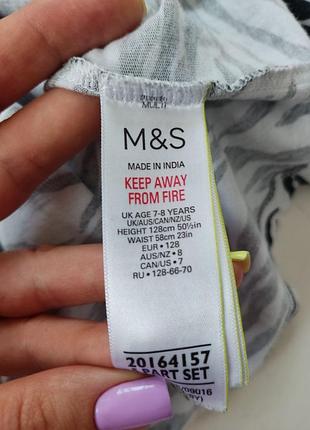 MULTI
M&S
MADE IN INDIA
KEEP AWAY
FROM FIRE
UK AGE 7-8 YEARS
UK/AUS/CAN/NZ/US
HEIGHT 128cm 50½in
WAIST 58cm 23in
EUR • 128
AUS/NZ • 8
CAN/US • 7
RU • 128-66-70
20164157
PART SET
09016